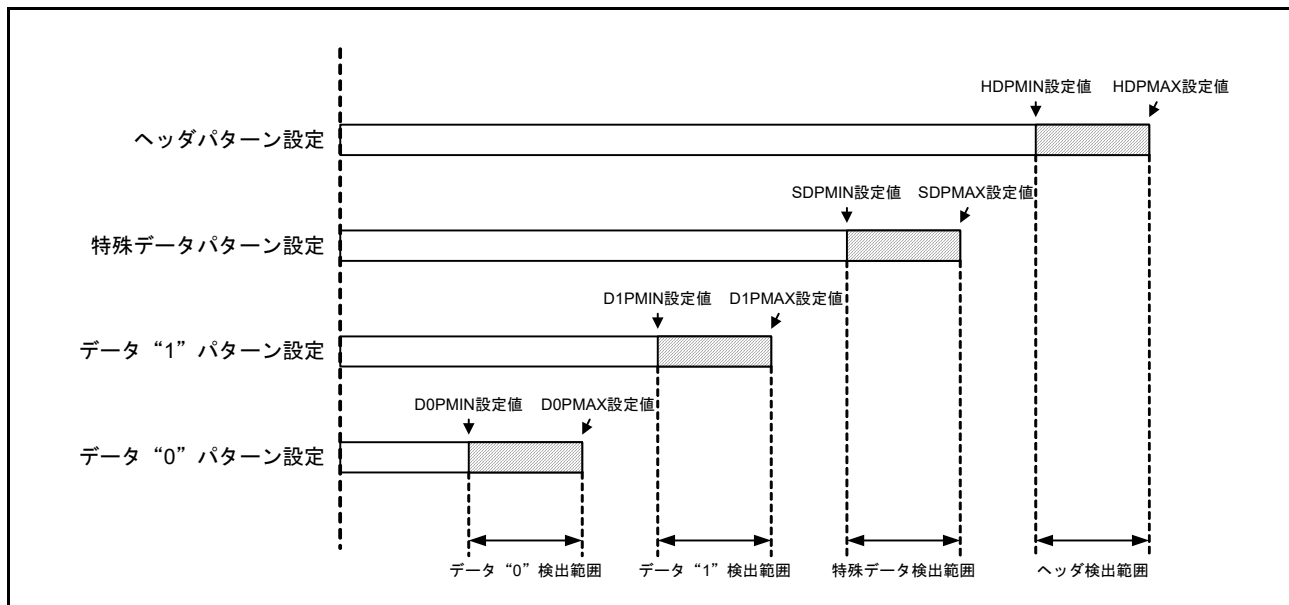 HDPMIN設定値 HDPMAX設定値
ヘッダパターン設定
SDPMIN設定値 SDPMAX設定値
特殊データパターン設定
D1PMIN設定値 D1PMAX設定値
データ“1”パターン設定
D0PMIN設定値 D0PMAX設定値
データ“0”パターン設定
データ“0”検出範囲 データ“1”検出範囲 特殊データ検出範囲 ヘッダ検出範囲